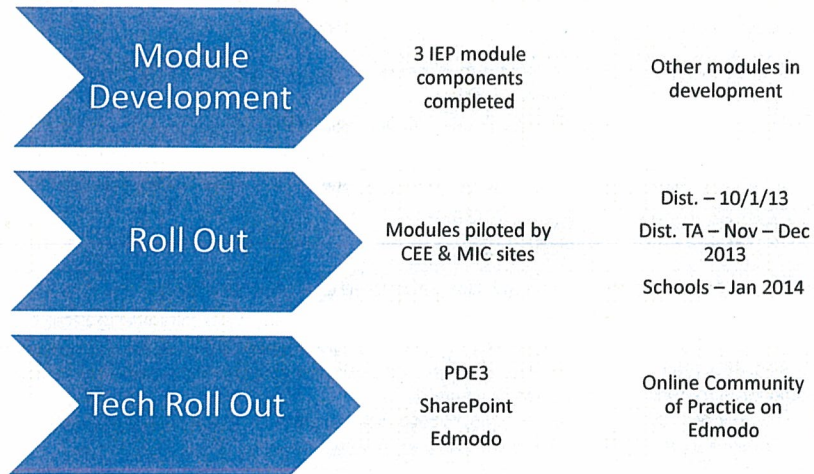 Module
Development
3 IEP module
components
completed
Other modules in
development
Roll Out
Modules piloted by
CEE & MIC sites
Dist. – 10/1/13
Dist. TA – Nov – Dec
2013
Schools – Jan 2014
Tech Roll Out
PDE3
SharePoint
Edmodo
Online Community
of Practice on
Edmodo